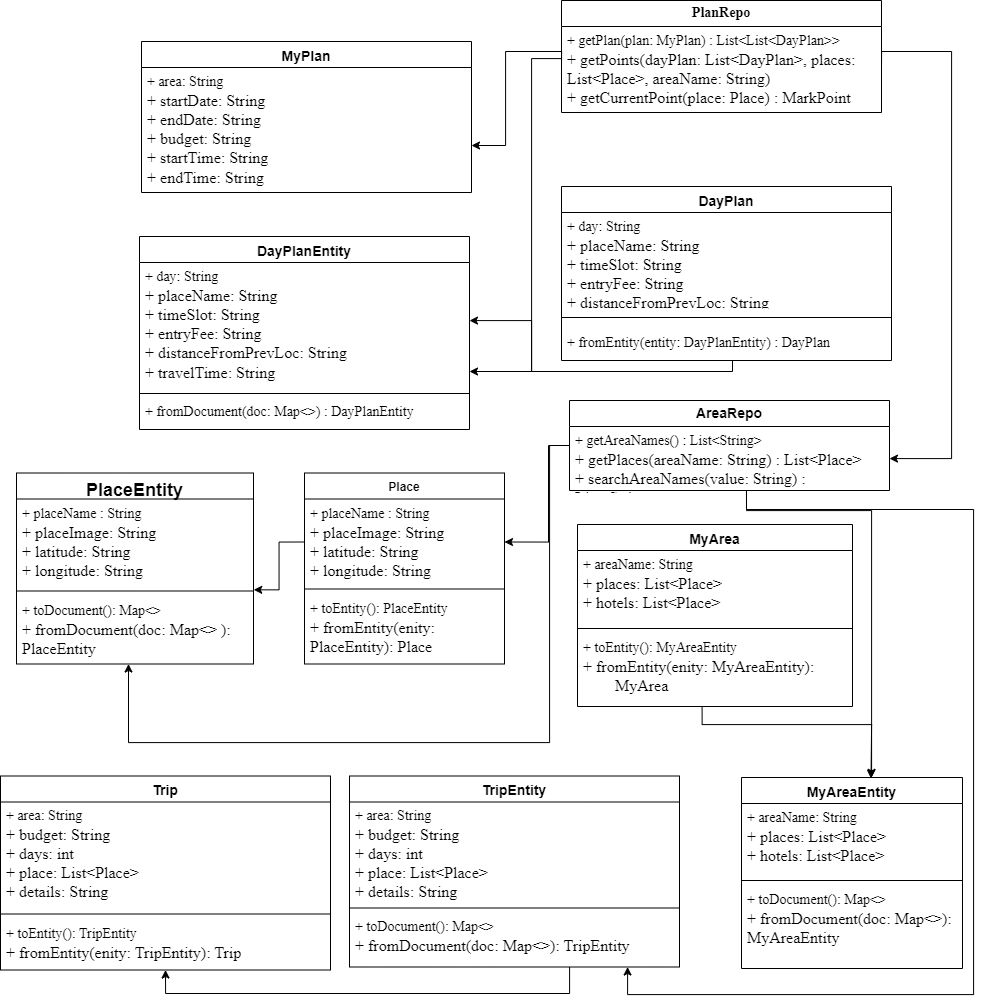 PlanRepo
+ getPlan(plan: MyPlan) : List<List<DayPlan>>
+ getPoints(dayPlan: List<DayPlan>, places:
List<Place>, areaName: String)
+ getCurrentPoint(place: Place) : MarkPoint
MyPlan
+ area: String
+ startDate: String
+ endDate: String
+ budget: String
+ startTime: String
+ endTime: String
DayPlan
+ day: String
+ placeName: String
+ timeSlot: String
+ entryFee: String
+ distanceFromPrevLoc: String
+ fromEntity(entity: DayPlanEntity) : DayPlan
DayPlanEntity
+ day: String
+ placeName: String
+ timeSlot: String
+ entryFee: String
+ distanceFromPrevLoc: String
+ travelTime: String
+ fromDocument(doc: Map<>) : DayPlanEntity
AreaRepo
+ getAreaNames() : List<String>
+ getPlaces(areaName: String) : List<Place>
+ searchAreaNames(value: String) :
PlaceEntity
+ placeName : String
+ placeImage: String
+ latitude: String
+ longitude: String
+ toDocument(): Map<>
+ fromDocument(doc: Map<> ):
PlaceEntity
Place
+ placeName : String
+ placeImage: String
+ latitude: String
+ longitude: String
+ toEntity(): PlaceEntity
+ fromEntity(enity:
PlaceEntity): Place
MyArea
+ areaName: String
+ places: List<Place>
+ hotels: List<Place>
+ toEntity(): MyAreaEntity
+ fromEntity(enity: MyAreaEntity):
MyArea
Trip
+ area: String
+ budget: String
+ days: int
+ place: List<Place>
+ details: String
+ toEntity(): TripEntity
+ fromEntity(enity: TripEntity): Trip
TripEntity
+ area: String
+ budget: String
+ days: int
+ place: List<Place>
+ details: String
+ toDocument(): Map<>
+ fromDocument(doc: Map<>): TripEntity
MyAreaEntity
+ areaName: String
+ places: List<Place>
+ hotels: List<Place>
+ toDocument(): Map<>
+ fromDocument(doc: Map<>):
MyAreaEntity